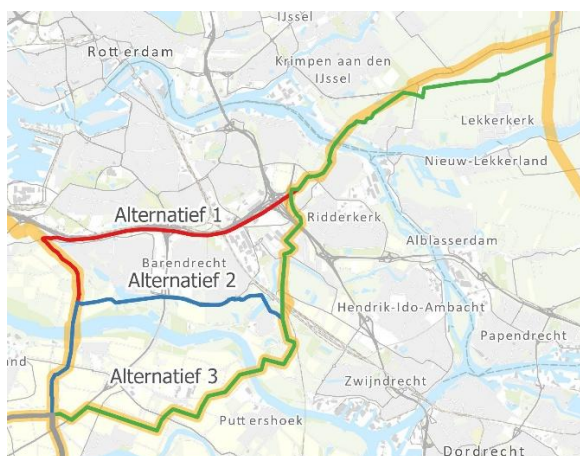 IJssel
Rotterdam
Krimpen aan den
IJssel
Lekkerkerk
Nieuw-Lekkerland
Alternatief 1
Ridderkerk
Alblasserdam
Barendrecht
Alternatief 2
Hendrik-Ido-Ambacht
Papendrecht
and
Alternatief 3
Zwijndrecht
Puttershoek
Dordrecht